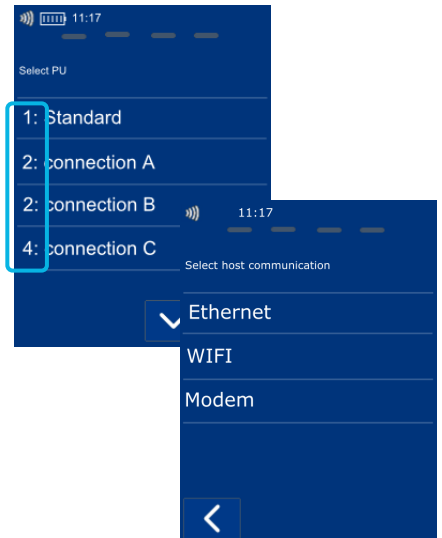 11:17
Select PU
1: Standard
2: connection A
2: connection B
4: connection C
11:17
Select host communication
Ethernet
WIFI
Modem